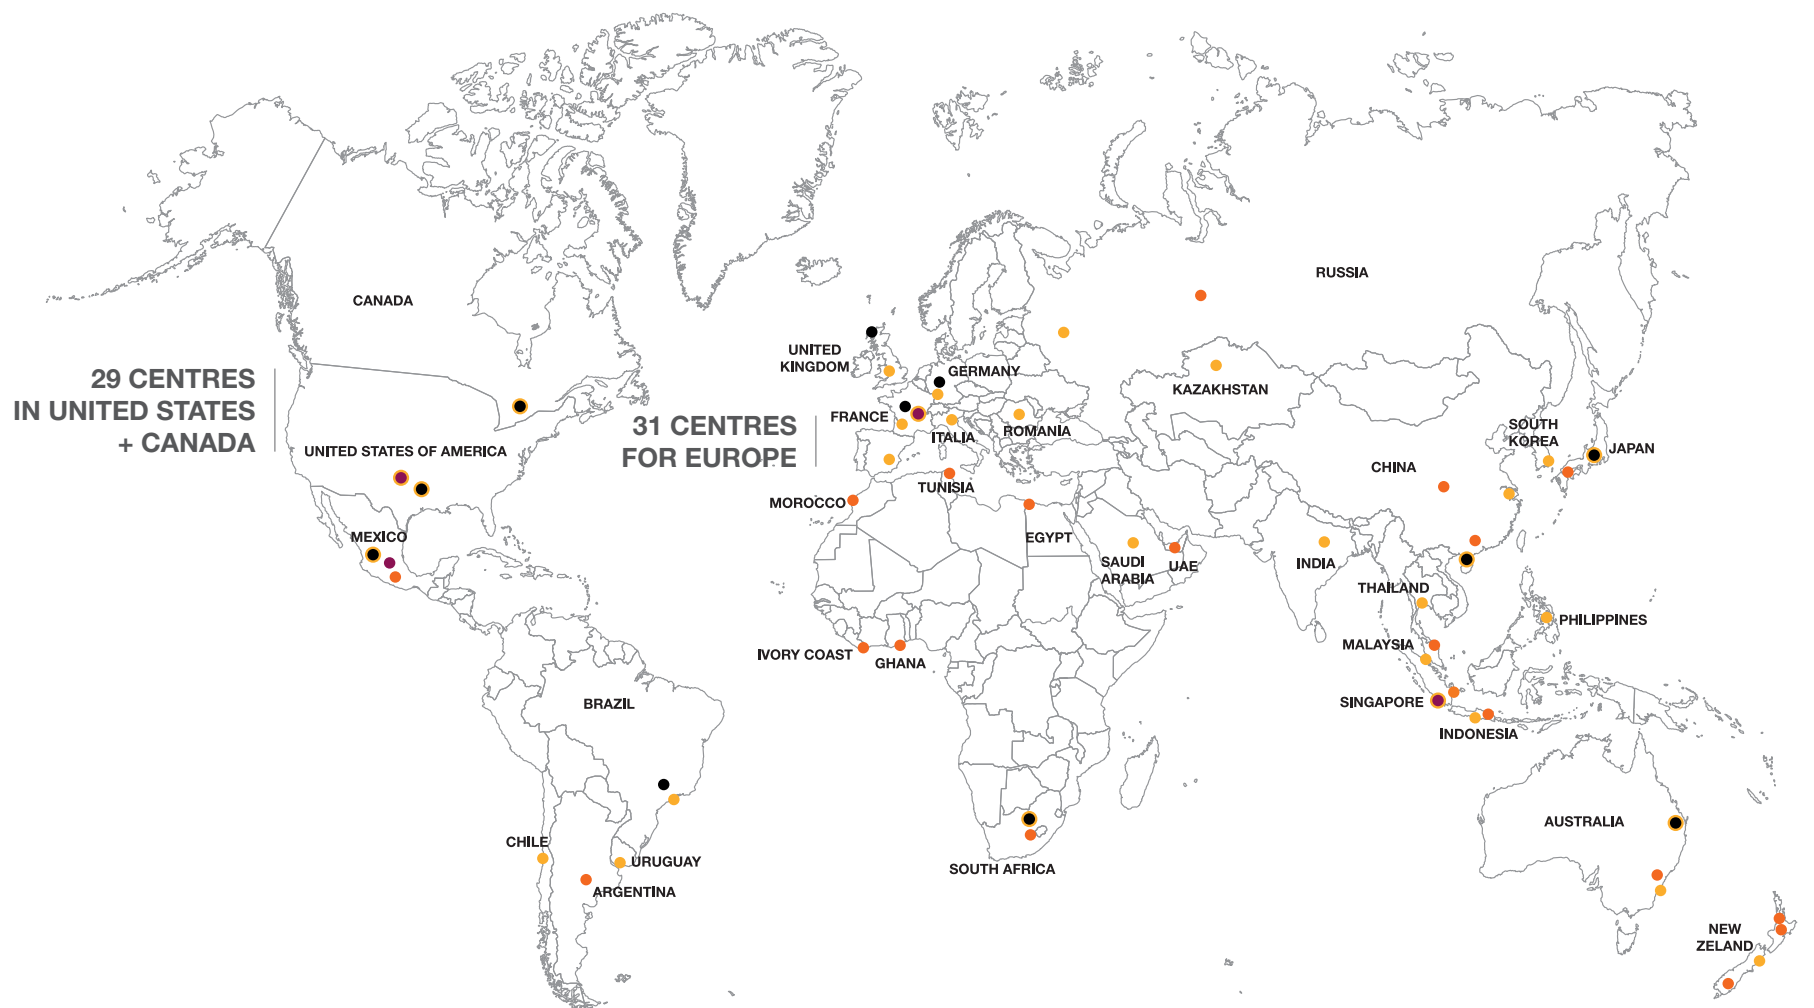 RUSSIA
CANADA
UNITED
KINGDOM
GERMANY
29 CENTRES
IN UNITED STATES
+ CANADA
KAZAKHSTAN
31 CENTRES
FOR EUROPE
FRANCE
ITALIA
ROMANIA
SOUTH
KOREA
JAPAN
UNITED STATES OF AMERICA
CHINA
TUNISIA
MOROCCO
MEXICO
EGYPT
SAUDI
ARABIA
UAE
INDIA
THAILAND
PHILIPPINES
IVORY COAST
GHANA
MALAYSIA
BRAZIL
SINGAPORE
INDONESIA
AUSTRALIA
CHILE
URUGUAY
ARGENTINA
SOUTH AFRICA
NEW
ZELAND